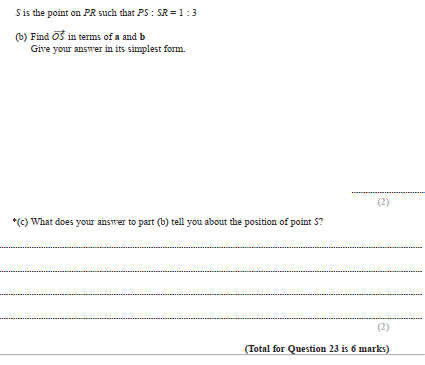 S is the point on PR such that PS : SR = 1 : 3
(b) Find OS in terms of a and b
Give your answer in its simplest form.
(2)
*(c) What does your answer to part (b) tell you about the position of point S?
(2)
(Total for Question 23 is 6 marks)